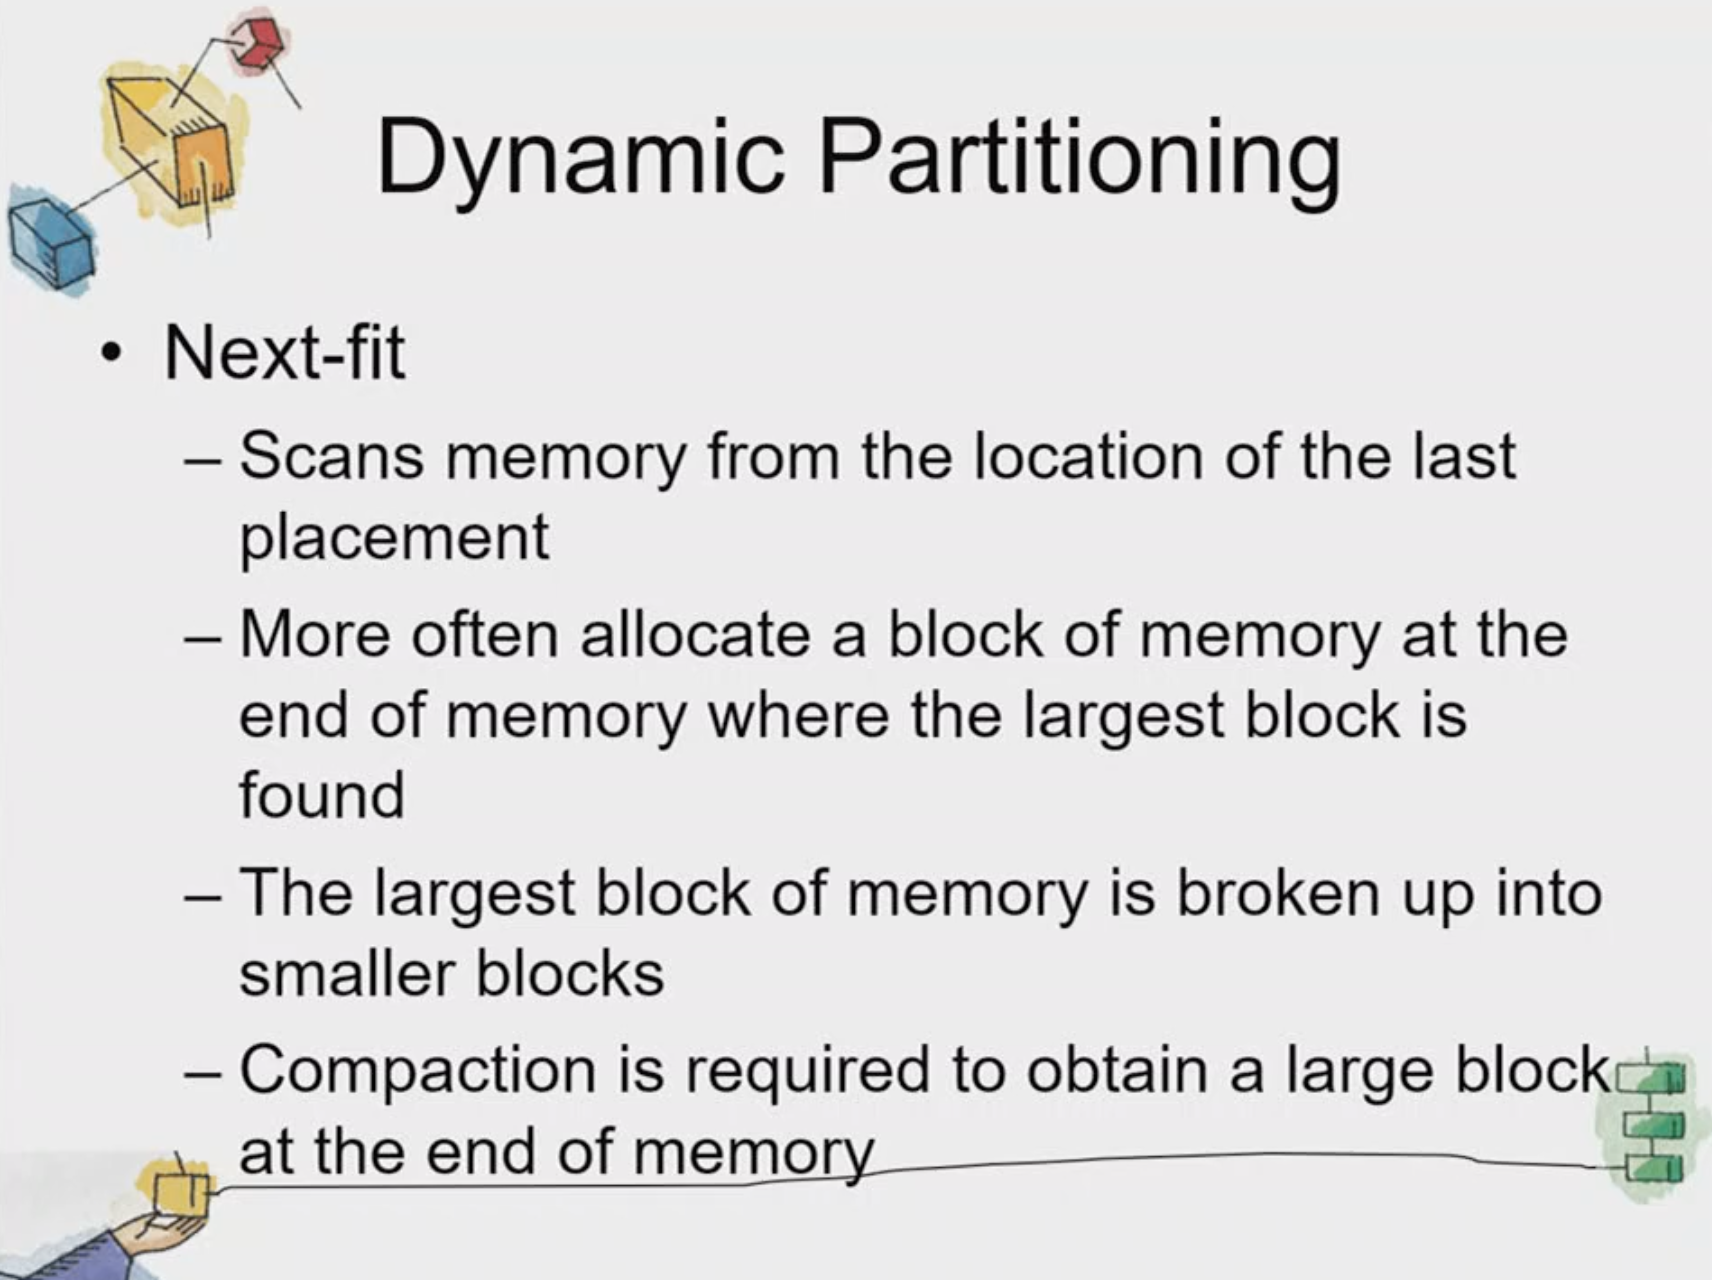 Dynamic Partitioning
• Next-fit
– Scans memory from the location of the last
placement
– More often allocate a block of memory at the
end of memory where the largest block is
found
– The largest block of memory is broken up into
smaller blocks
– Compaction is required to obtain a large block
at the end of memory